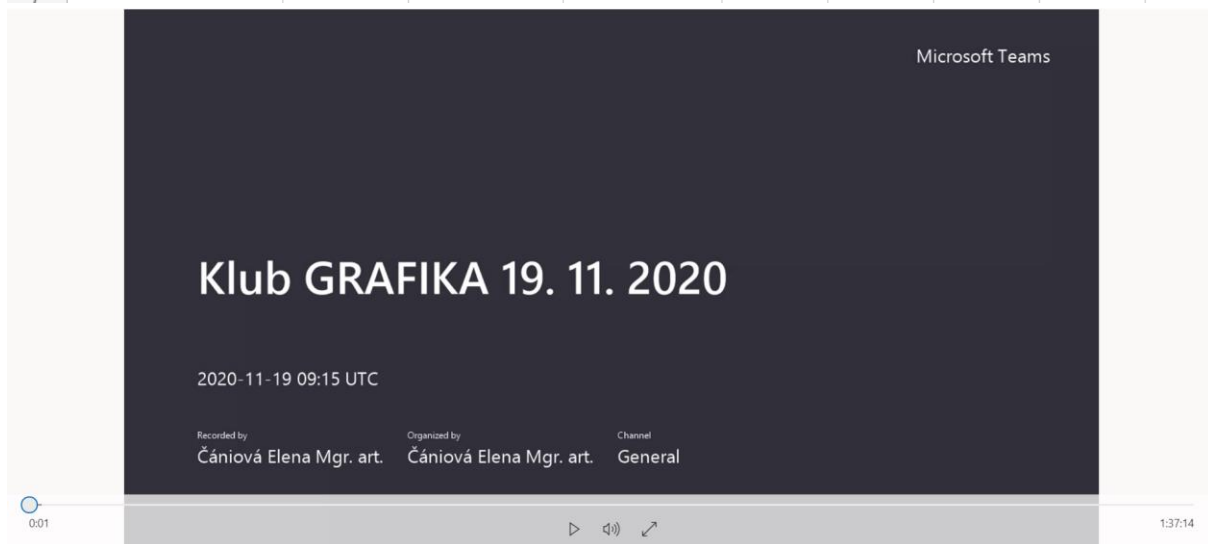 Microsoft Teams
Klub GRAFIKA 19. 11. 2020
2020-11-19 09:15 UTC
Recorded by Organized by Channel
Čániová Elena Mgr. art. Čániová Elena Mgr. art. General
0:01 1:37:14